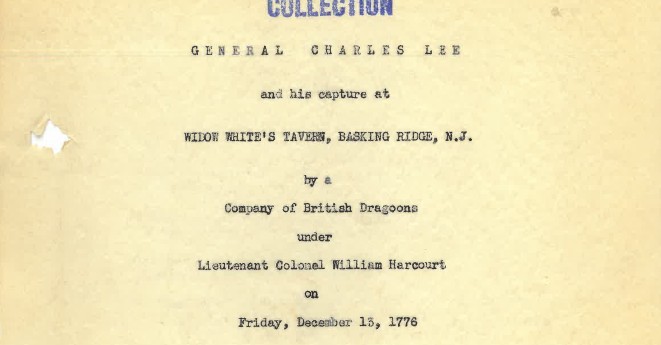 COLLECTION
GENERAL CHARLES LEE
and his capture at
WIDOW WHITE'S TAVERN, BASKING RIDGE, N.J.
by a
Company of British Dragoons
under
Lieutenant Colonel William Harcourt
on
Friday, December 13, 1776